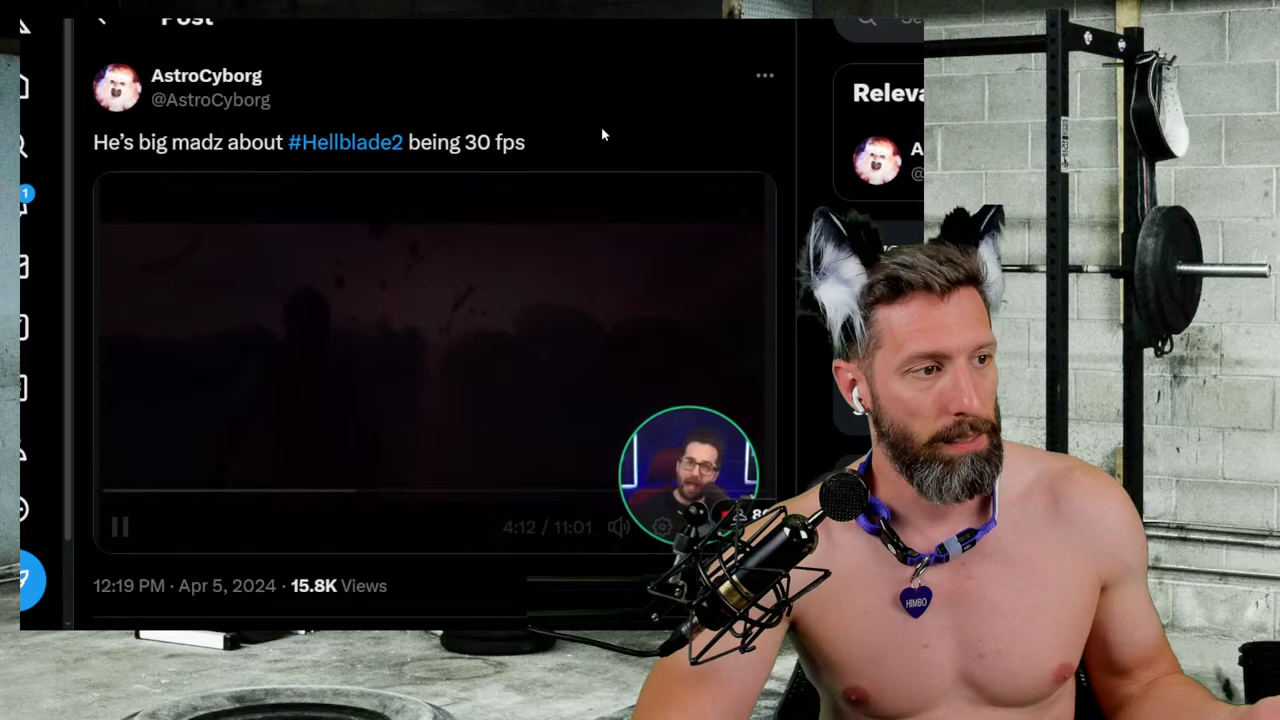 Post
AstroCyborg
@AstroCyborg
He’s big madz about #Hellblade2 being 30 fps
4:12 / 11:01
12:19 PM · Apr 5, 2024 · 15.8K Views
1
Releva
A
@
HIMBO